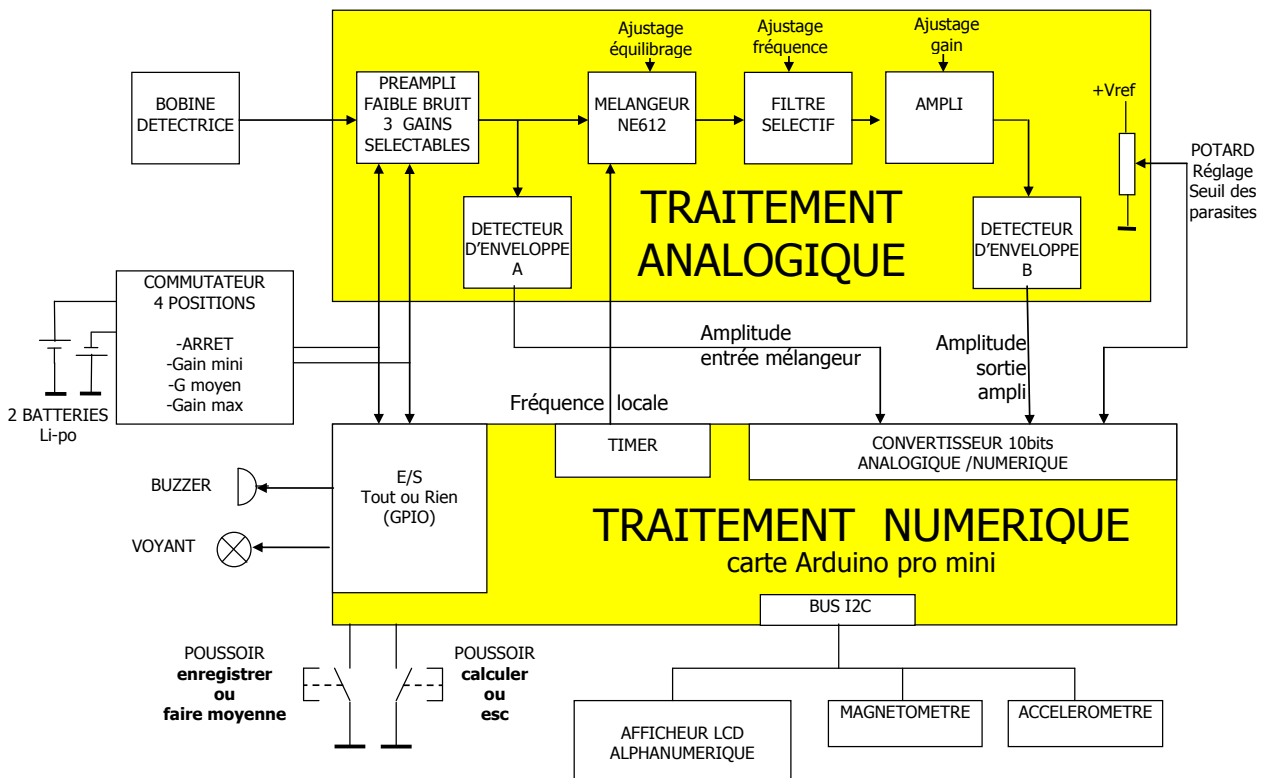 Ajustage
équilibrage
Ajustage
fréquence
Ajustage
gain
BOBINE
DETECTRICE
PREAMPLI
FAIBLE BRUIT
3 GAINS
SELECTABLES
MELANGEUR
NE612
FILTRE
SELECTIF
AMPLI
+Vref
POTARD
Réglage
Seuil des
parasites
DETECTEUR
D'ENVELOPPE
A
TRAITEMENT
ANALOGIQUE
DETECTEUR
D'ENVELOPPE
B
COMMUTATEUR
4 POSITIONS
-ARRET
-Gain mini
-G moyen
-Gain max
2 BATTERIES
Li-po
Amplitude
entrée mélangeur
Amplitude
sortie
ampli
Fréquence locale
E/S
Tout ou Rien
(GPIO)
TIMER
CONVERTISSEUR 10bits
ANALOGIQUE /NUMERIQUE
BUZZER
VOYANT
TRAITEMENT NUMERIQUE
carte Arduino pro mini
BUS I2C
POUSSOIR
enregistrer
ou
faire moyenne
POUSSOIR
calculer
ou
esc
AFFICHEUR LCD
ALPHANUMERIQUE
MAGNETOMETRE
ACCELEROMETRE